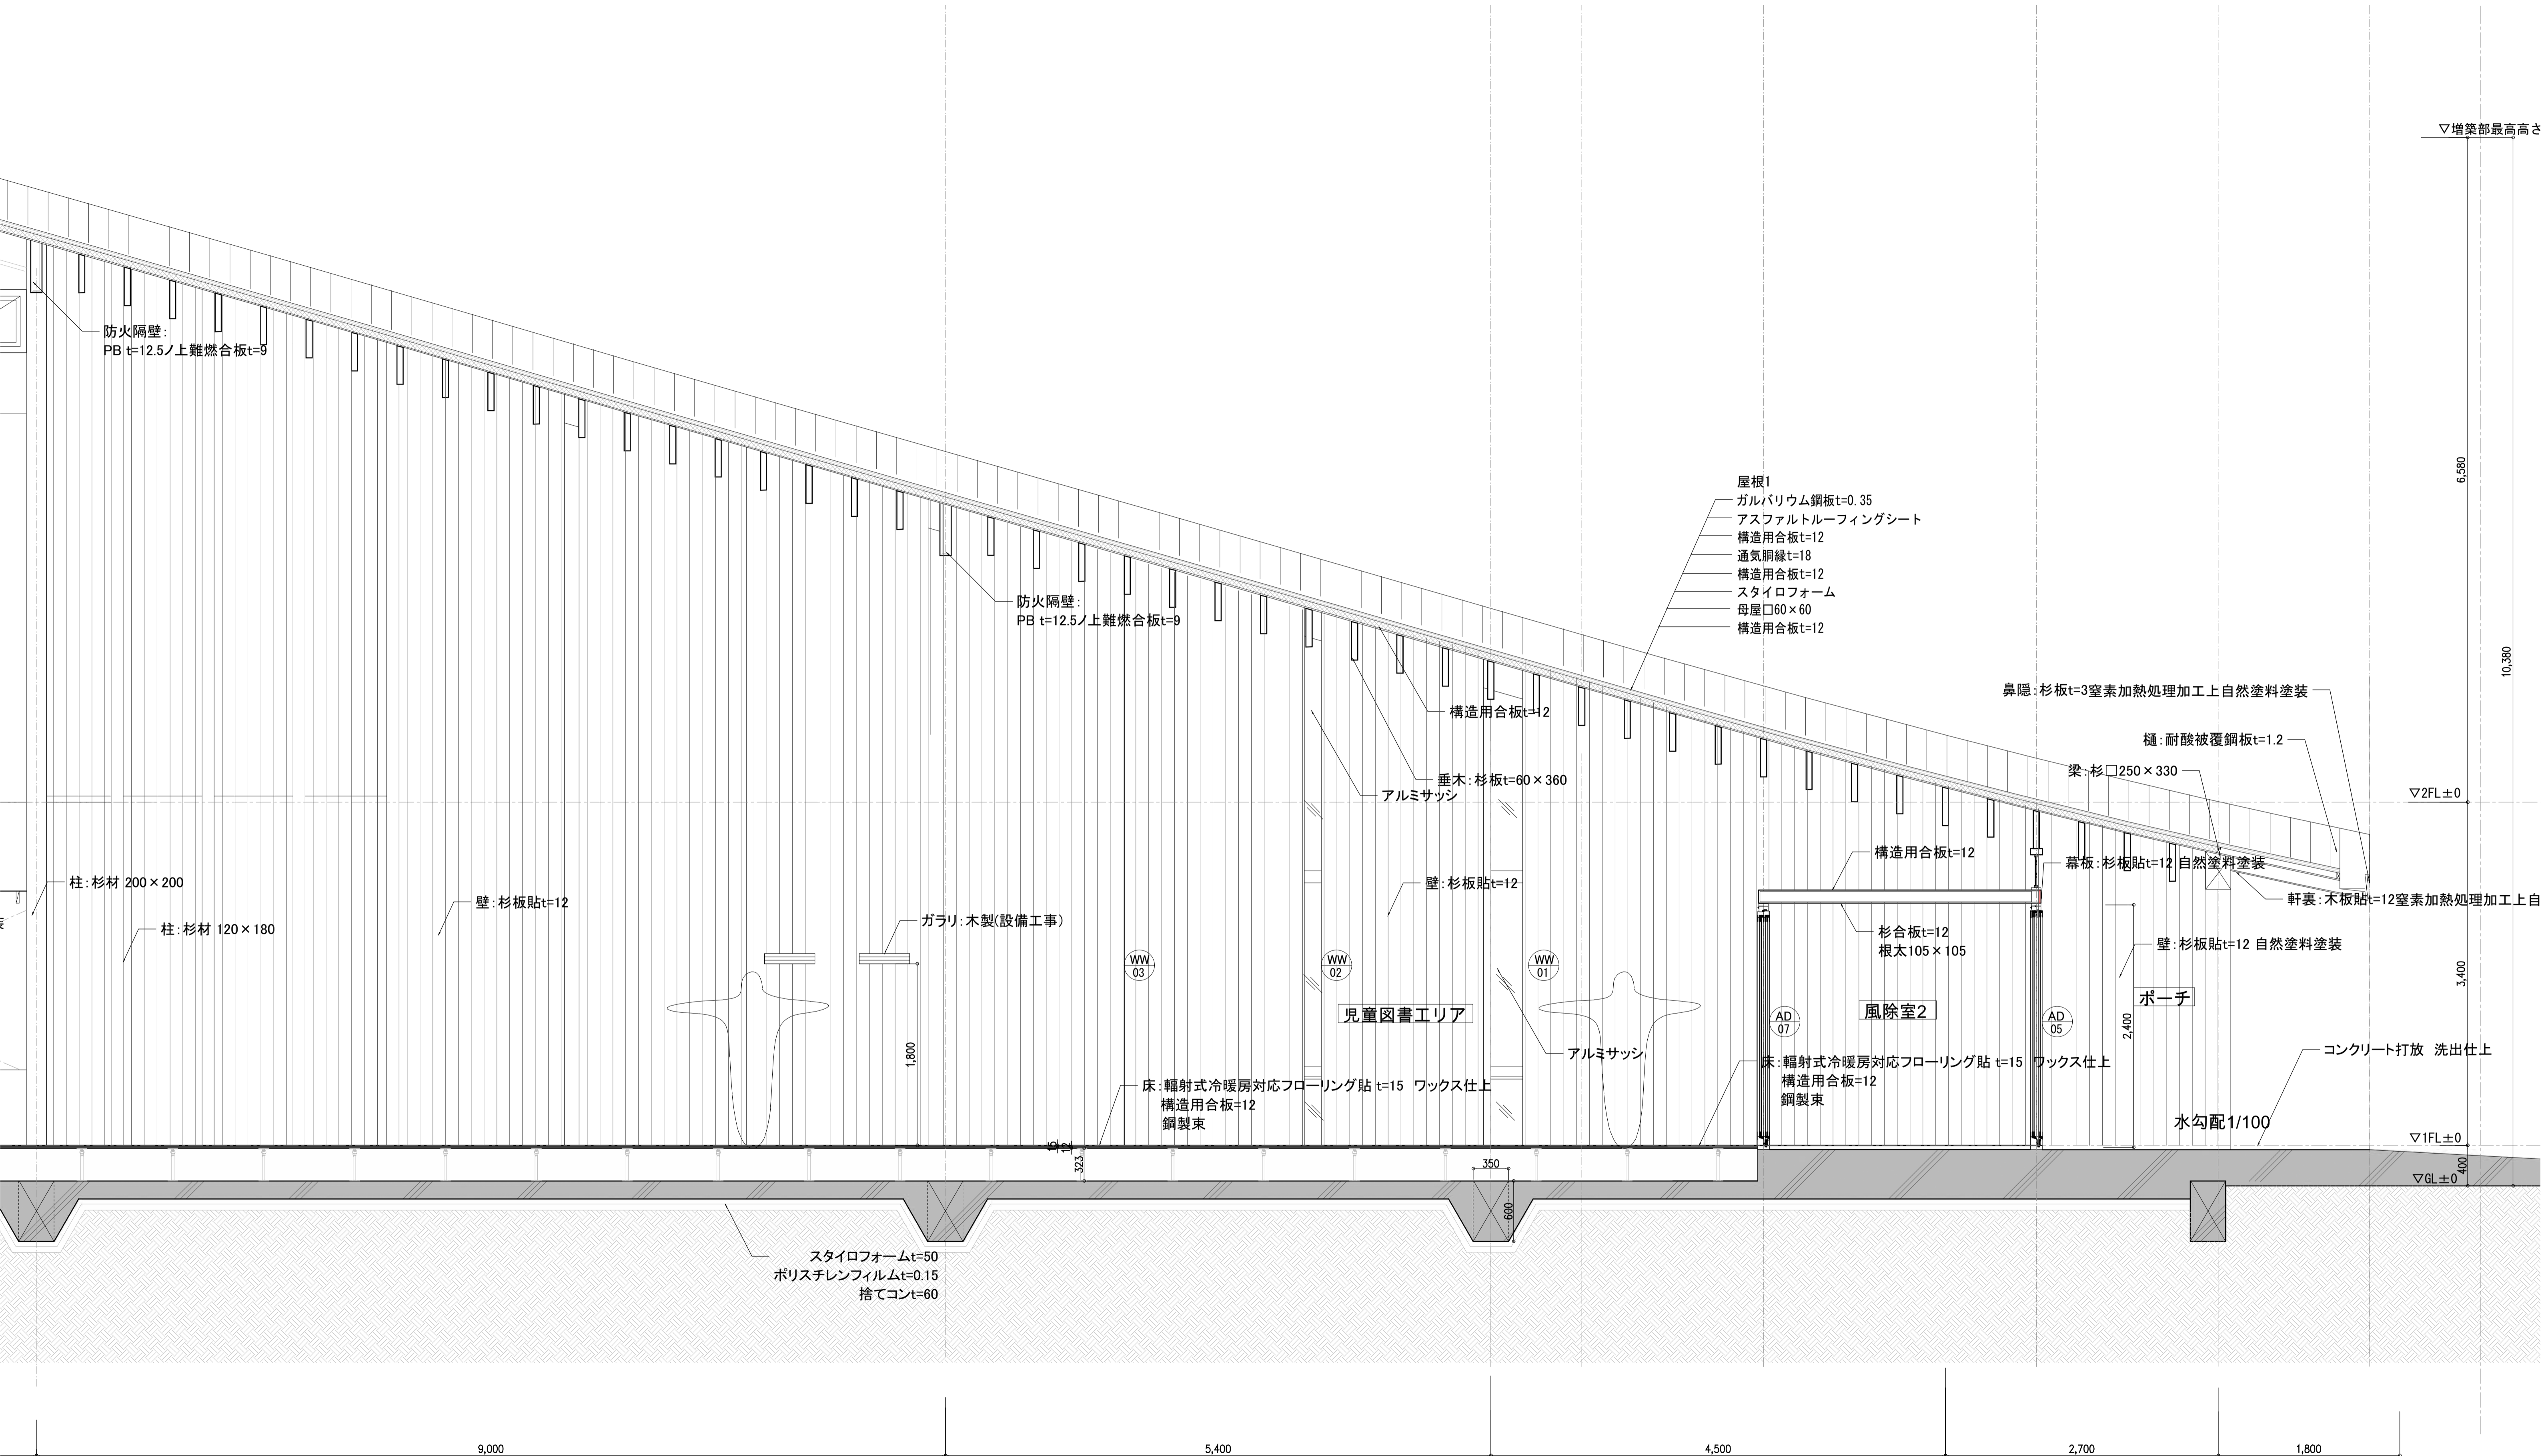 ▽増築部最高高さ
防火隔壁:
PB t=12.5ノ上難燃合板t=9
6,580
屋根1
ガルバリウム鋼板t=0.35
アスファルトルーフィングシート
構造用合板t=12
通気胴縁t=18
構造用合板t=12
スタイロフォーム
母屋□60×60
構造用合板t=12
防火隔壁:
PB t=12.5ノ上難燃合板t=9
10,380
鼻隠:杉板t=3窒素加熱処理加工上自然塗料塗装
構造用合板t=12
樋:耐酸被覆鋼板t=1.2
梁:杉□250×330
垂木:杉板t=60×360
アルミサッシ
▽2FL±0
構造用合板t=12
幕板:杉板貼t=12 自然塗料塗装
柱:杉材 200×200
壁:杉板貼t=12
壁:杉板貼t=12
軒裏:木板貼t=12窒素加熱処理加工上自
ガラリ:木製(設備工事)
柱:杉材 120×180
杉合板t=12
根太105×105
壁:杉板貼t=12 自然塗料塗装
WW
03
WW
02
WW
01
3,400
ポーチ
児童図書エリア
風除室2
AD
07
AD
05
2,400
1,800
アルミサッシ
コンクリート打放 洗出仕上
床:輻射式冷暖房対応フローリング貼 t=15 ワックス仕上
構造用合板=12
鋼製束
床:輻射式冷暖房対応フローリング貼 t=15 ワックス仕上
構造用合板=12
鋼製束
水勾配1/100
▽1FL±0
15
12
323
350
400
▽GL±0
600
スタイロフォームt=50
ポリスチレンフィルムt=0.15
捨てコンt=60
9,000
5,400
4,500
2,700
1,800